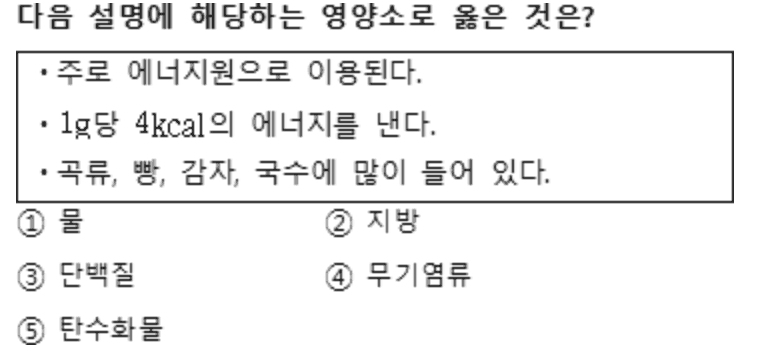 다음 설명에 해당하는 영양소로 옳은 것은?
・주로 에너지원으로 이용된다.
・1g당 4kcal의 에너지를 낸다.
・곡류, 빵, 감자, 국수에 많이 들어 있다.
① 물 ② 지방
③ 단백질 ④ 무기염류
⑤ 탄수화물